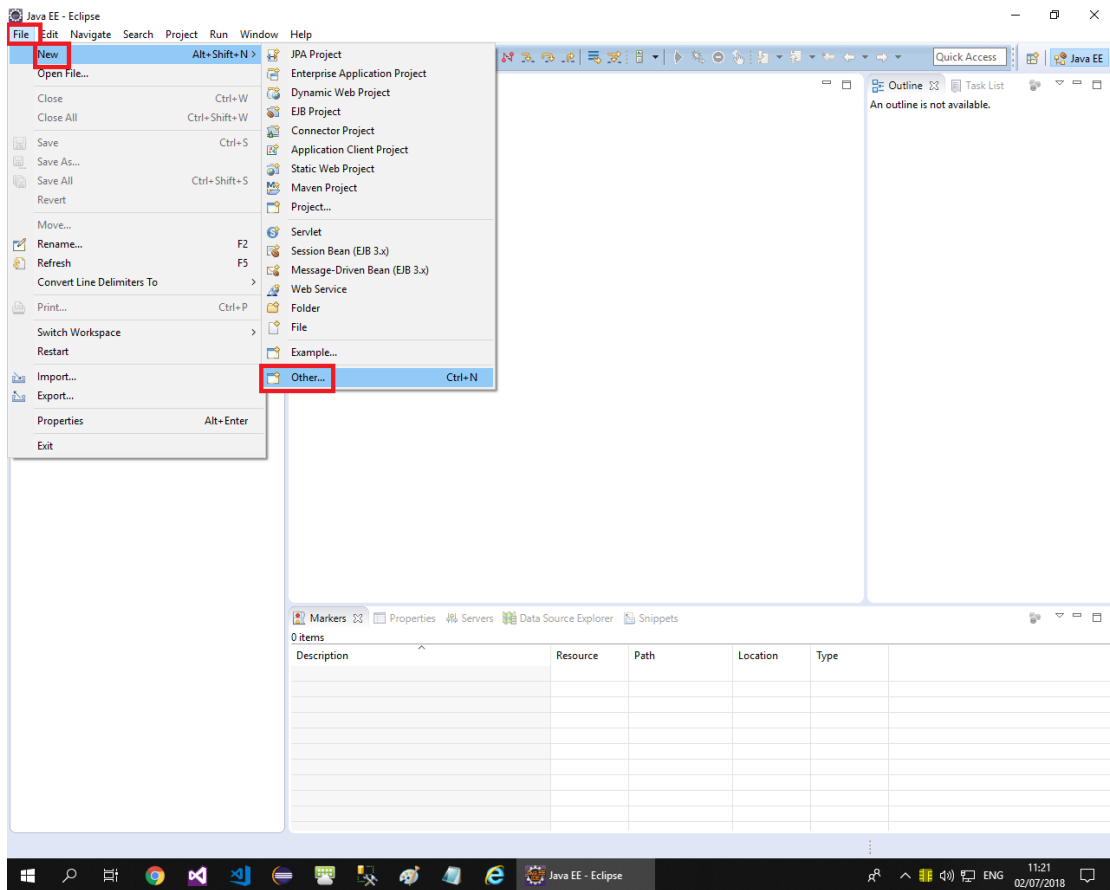 Java EE - Eclipse
File Edit Navigate Search Project Run Window Help
New Alt+Shift+N >
Open File...
Close Ctrl+W
Close All Ctrl+Shift+W
Save Ctrl+S
Save As...
Save All Ctrl+Shift+S
Revert
Move...
Rename... F2
Refresh F5
Convert Line Delimiters To >
Print... Ctrl+P
Switch Workspace >
Restart
Import...
Export...
Properties Alt+Enter
Exit
JPA Project
Enterprise Application Project
Dynamic Web Project
EJB Project
Connector Project
Application Client Project
Static Web Project
Maven Project
Project...
Servlet
Session Bean (EJB 3.x)
Message-Driven Bean (EJB 3.x)
Web Service
Folder
File
Example...
Other... Ctrl+N
Quick Access
Java EE
Outline Task List
An outline is not available.
Markers Properties Servers Data Source Explorer Snippets
0 items
Description Resource Path Location Type
Java EE - Eclipse
ENG
11:21
02/07/2018